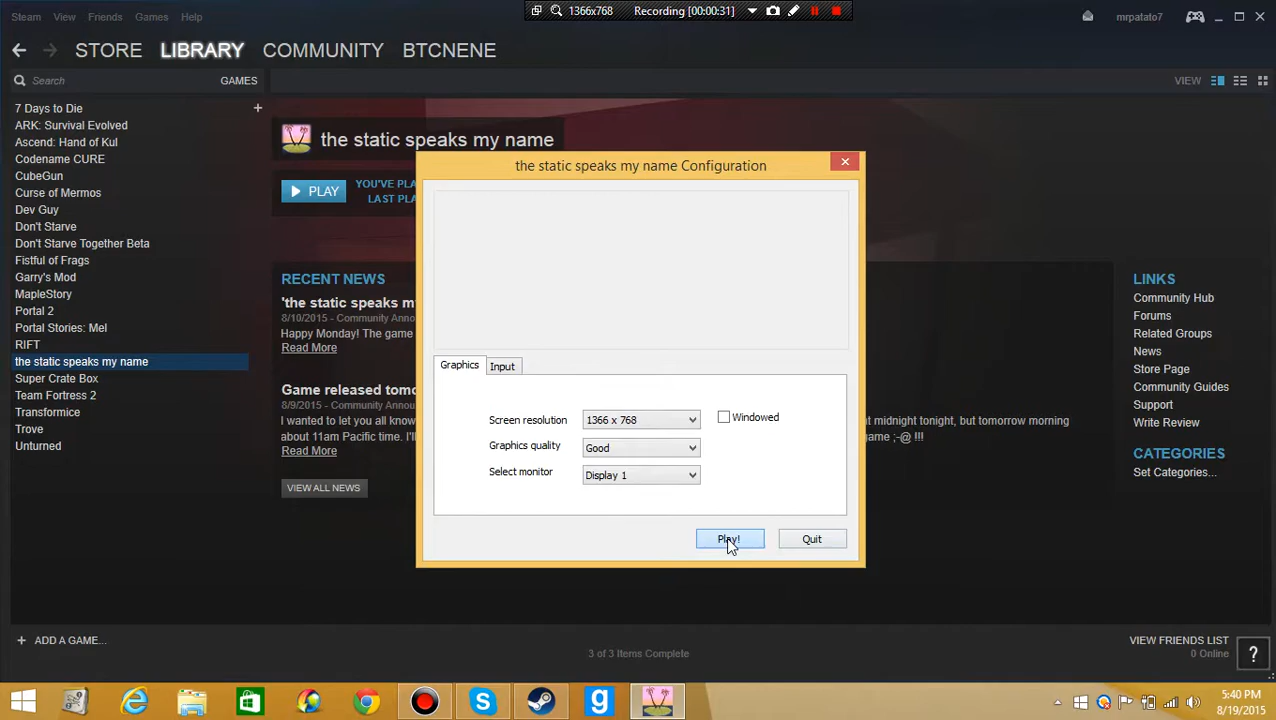 Steam View Friends Games Help
1366x768 Recording [00:00:31]
mrpatato7
STORE LIBRARY COMMUNITY BTCNENE
Search GAMES
VIEW
7 Days to Die
ARK: Survival Evolved
Ascend: Hand of Kul
Codename CURE
CubeGun
Curse of Mermos
Dev Guy
Don't Starve
Don't Starve Together Beta
Fistful of Frags
Garry's Mod
MapleStory
Portal 2
Portal Stories: Mel
RIFT
the static speaks my name
Super Crate Box
Team Fortress 2
Transformice
Trove
Unturned
+ ADD A GAME...
the static speaks my name
PLAY
YOU'VE PLA
LAST PLA
RECENT NEWS
'the static speaks m
8/10/2015 - Community Anno
Happy Monday! The game
Read More
Game released tomo
8/9/2015 - Community Annou
I wanted to let you all know
about 11am Pacific time. I'll
at midnight tonight, but tomorrow morning
game ;-@ !!!
Read More
VIEW ALL NEWS
the static speaks my name Configuration
Graphics Input
Screen resolution 1366 x 768 Windowed
Graphics quality Good
Select monitor Display 1
Play! Quit
LINKS
Community Hub
Forums
Related Groups
News
Store Page
Community Guides
Support
Write Review
CATEGORIES
Set Categories...
3 of 3 Items Complete
VIEW FRIENDS LIST
0 Online
?
5:40 PM
8/19/2015